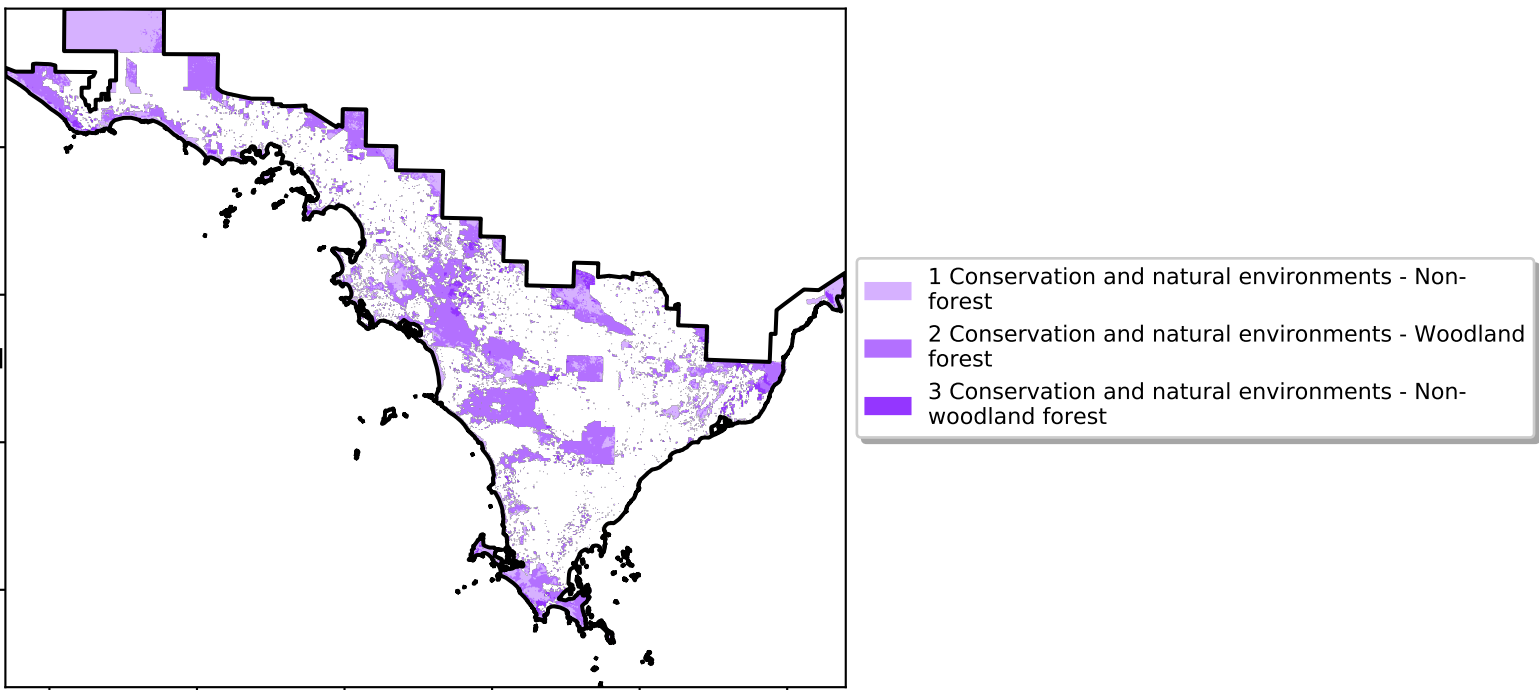 1 Conservation and natural environments - Non-
forest
2 Conservation and natural environments - Woodland
forest
3 Conservation and natural environments - Non-
woodland forest